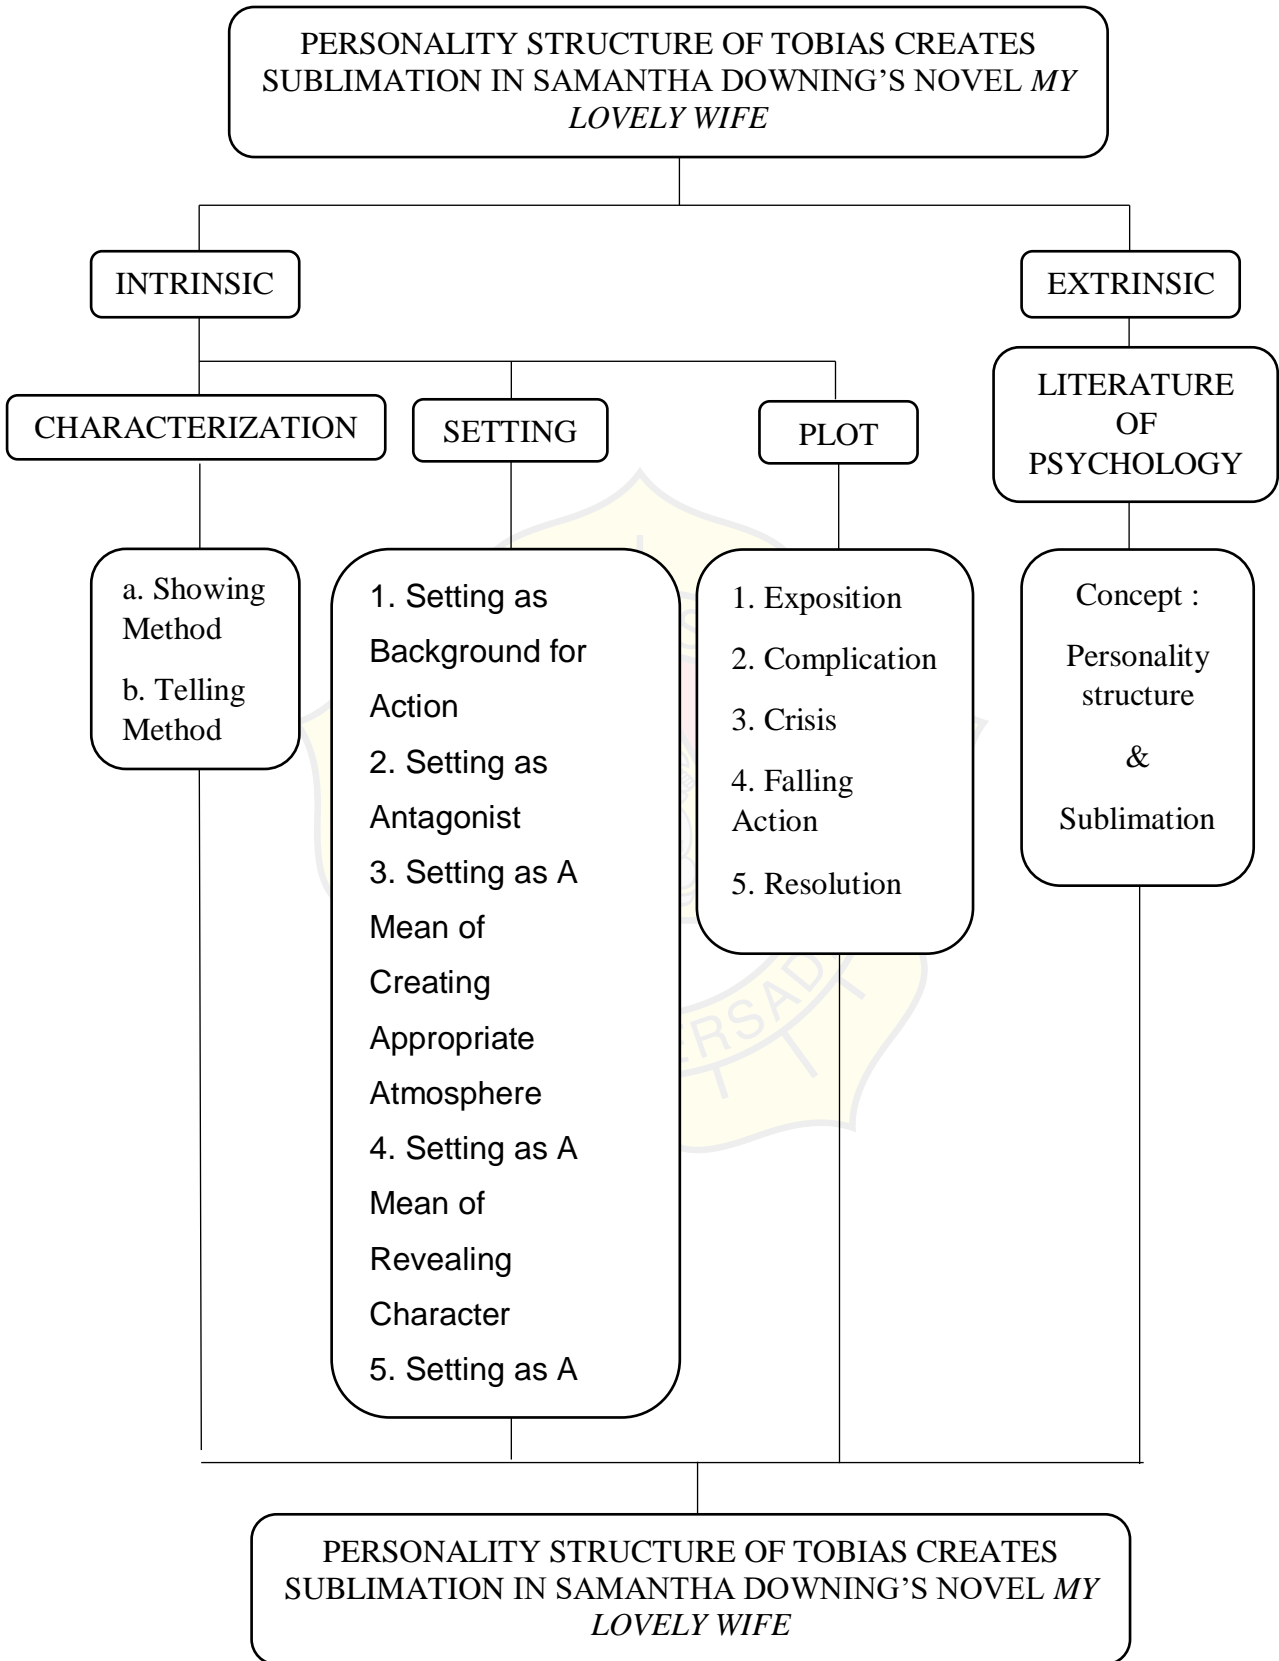 PERSONALITY STRUCTURE OF TOBIAS CREATES
SUBLIMATION IN SAMANTHA DOWNING’S NOVEL MY
LOVELY WIFE
INTRINSIC
EXTRINSIC
CHARACTERIZATION
SETTING
PLOT
LITERATURE
OF
PSYCHOLOGY
a. Showing
Method
b. Telling
Method
1. Setting as
Background for
Action
2. Setting as
Antagonist
3. Setting as A
Mean of
Creating
Appropriate
Atmosphere
4. Setting as A
Mean of
Revealing
Character
5. Setting as A
1. Exposition
2. Complication
3. Crisis
4. Falling
Action
5. Resolution
Concept :
Personality
structure
&
Sublimation
PERSONALITY STRUCTURE OF TOBIAS CREATES
SUBLIMATION IN SAMANTHA DOWNING’S NOVEL MY
LOVELY WIFE